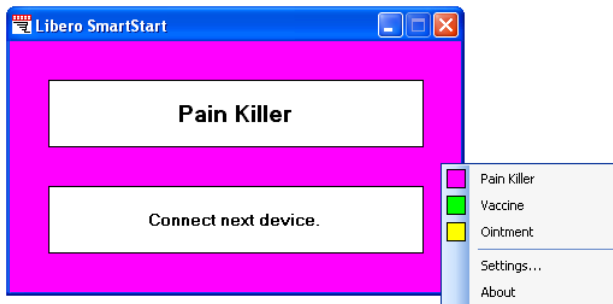 Libero SmartStart
Pain Killer
Connect next device.
Pain Killer
Vaccine
Ointment
Settings...
About